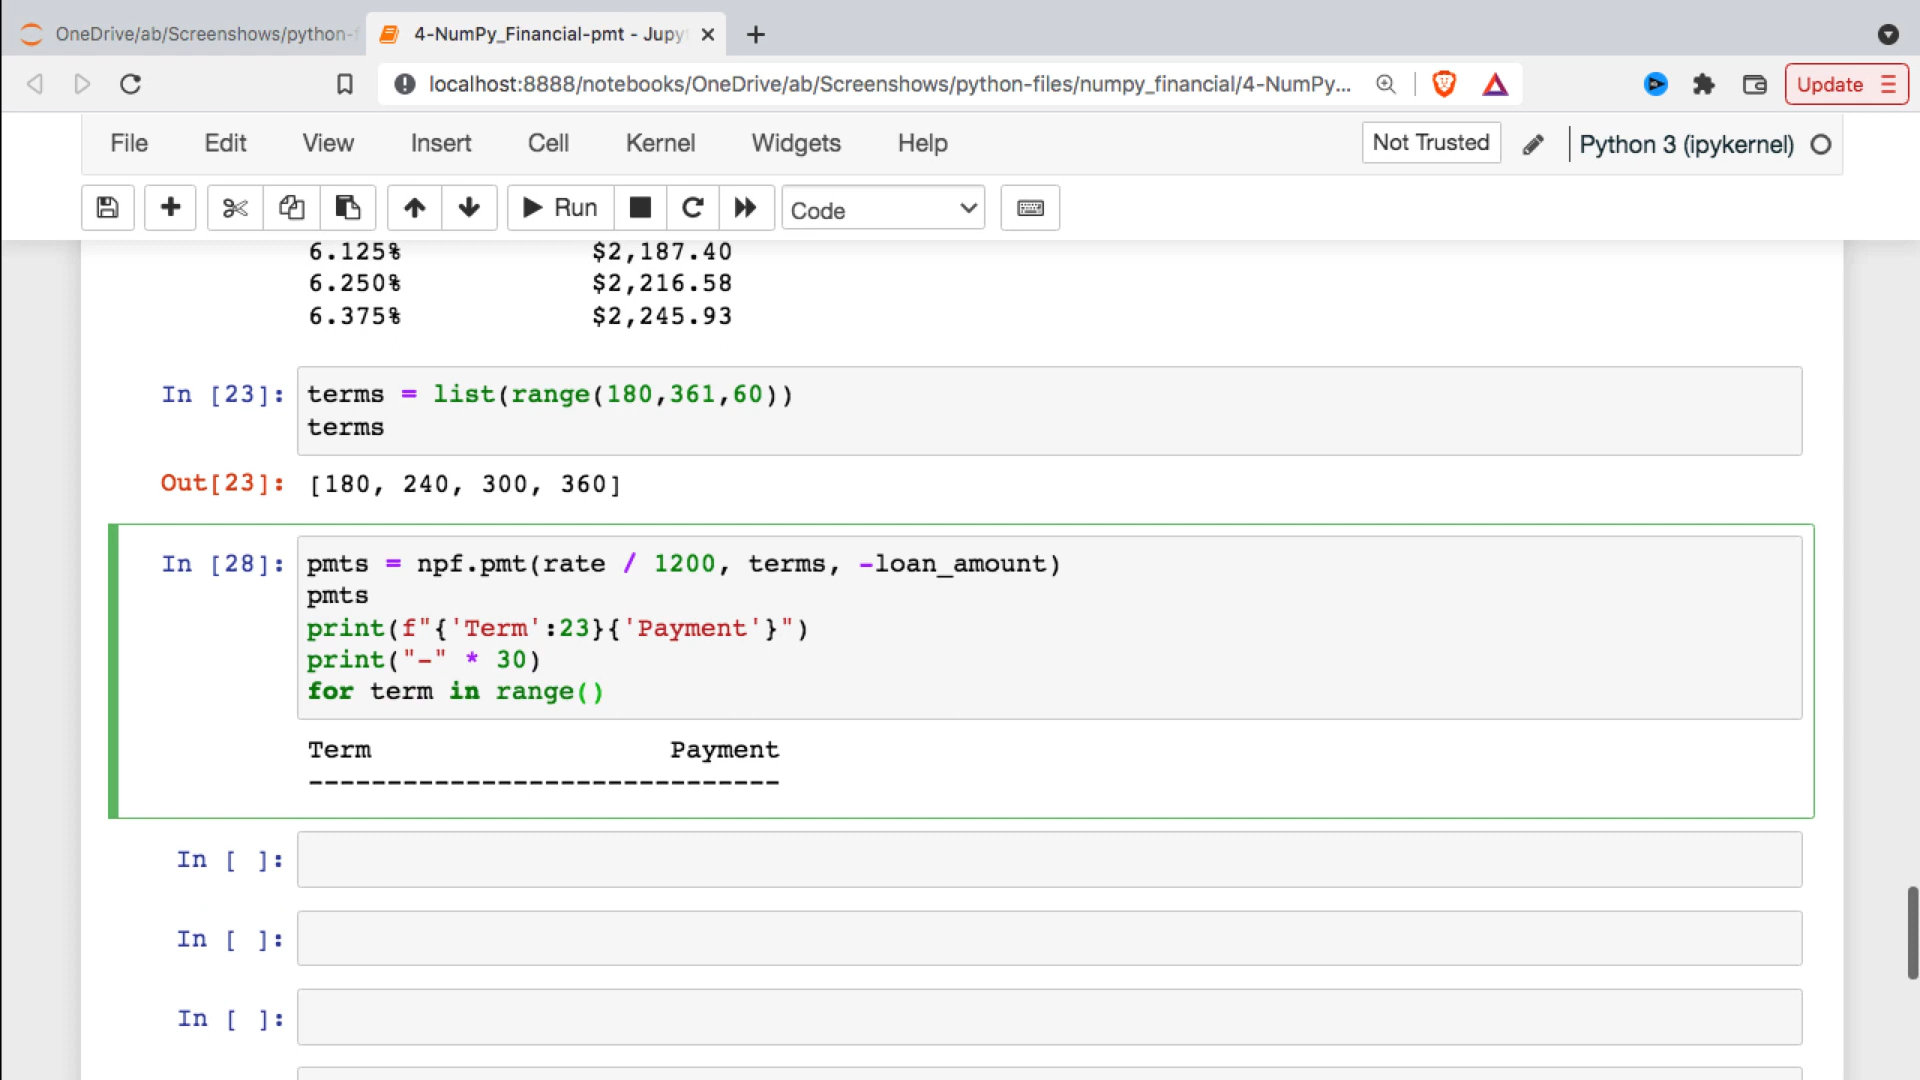 OneDrive/ab/Screenshows/python-f
4-NumPy_Financial-pmt - Jupy
localhost:8888/notebooks/OneDrive/ab/Screenshows/python-files/numpy_financial/4-NumPy...
Update
File Edit View Insert Cell Kernel Widgets Help Not Trusted Python 3 (ipykernel)
Run Code
6.125% $2,187.40
6.250% $2,216.58
6.375% $2,245.93
In [23]: terms = list(range(180,361,60))
terms
Out[23]: [180, 240, 300, 360]
In [28]: pmts = npf.pmt(rate / 1200, terms, -loan_amount)
pmts
print(f"{'Term':23}{'Payment'}")
print("-" * 30)
for term in range()
Term Payment
------------------------------
In [ ]:
In [ ]:
In [ ]: